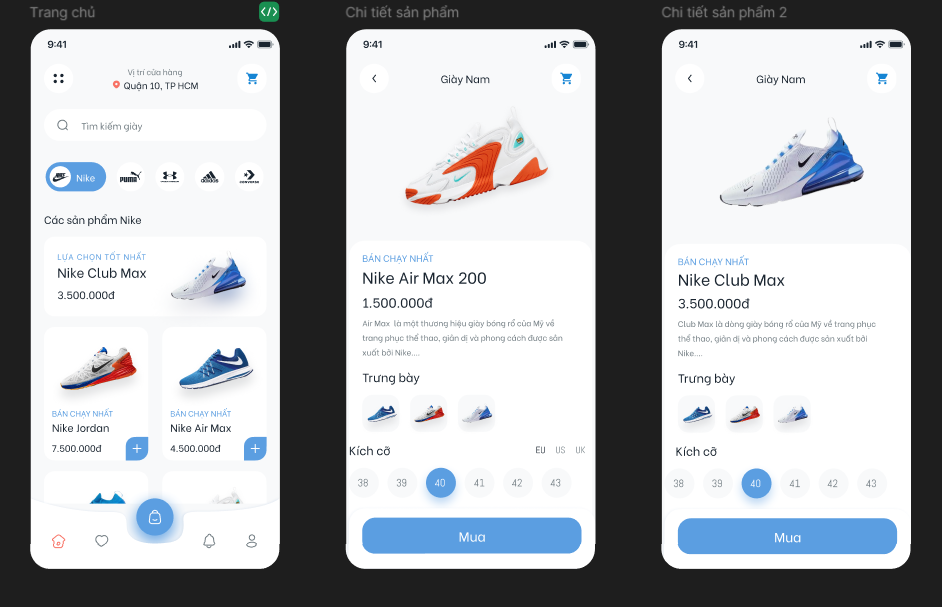 Trang chủ
9:41
Vị trí cửa hàng
Quận 10, TP HCM
Tìm kiếm giày
Nike
PUMA
adidas
CONVERSE
Các sản phẩm Nike
LỰA CHỌN TỐT NHẤT
Nike Club Max
3.500.000đ
BÁN CHẠY NHẤT
Nike Jordan
7.500.000đ
+
BÁN CHẠY NHẤT
Nike Air Max
4.500.000đ
+
Chi tiết sản phẩm
9:41
Giày Nam
BÁN CHẠY NHẤT
Nike Air Max 200
1.500.000đ
Air Max là một thương hiệu giày bóng rổ của Mỹ về
trang phục thể thao, giản dị và phong cách được sản
xuất bởi Nike....
Trưng bày
Kích cỡ
EU US UK
38 39 40 41 42 43
Mua
Chi tiết sản phẩm 2
9:41
Giày Nam
BÁN CHẠY NHẤT
Nike Club Max
3.500.000đ
Club Max là dòng giày bóng rổ của Mỹ về trang phục
thể thao, giản dị và phong cách được sản xuất bởi
Nike....
Trưng bày
Kích cỡ
38 39 40 41 42 43
Mua